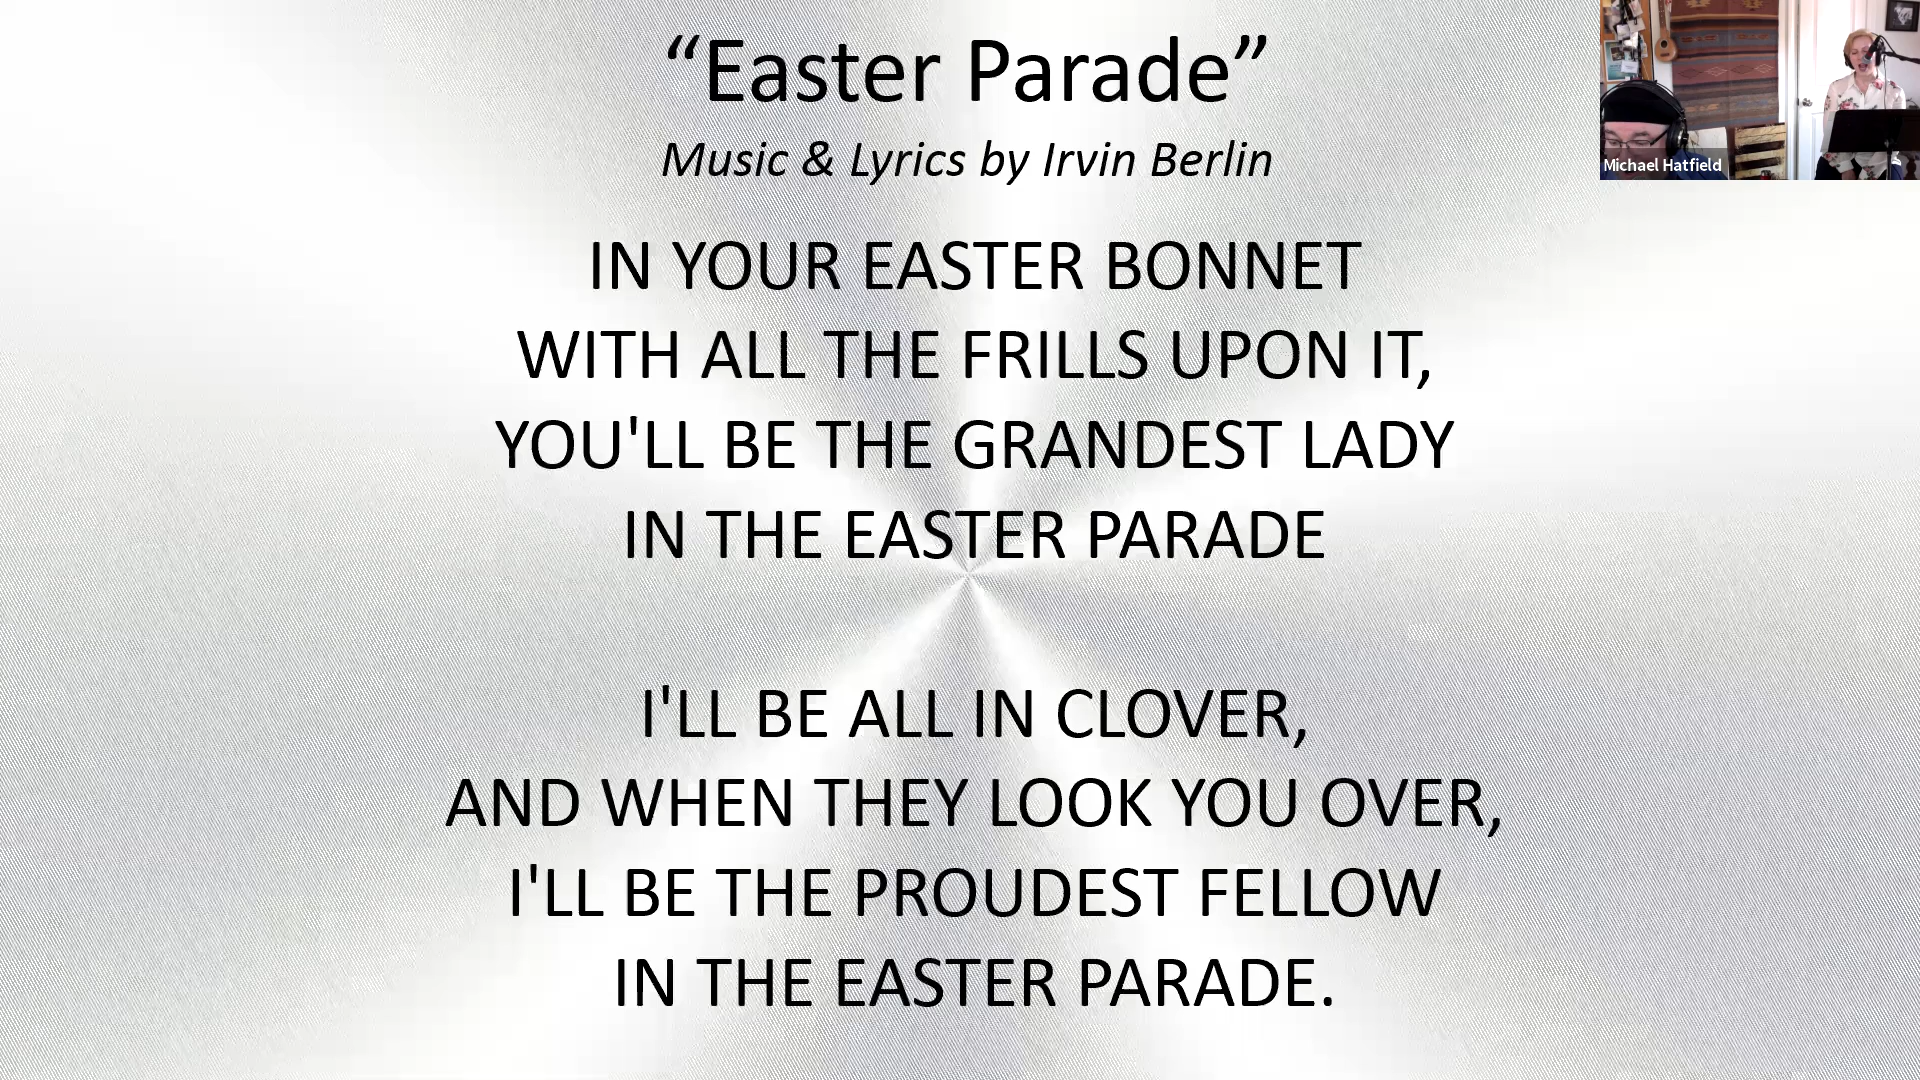 “Easter Parade”
Music & Lyrics by Irvin Berlin
IN YOUR EASTER BONNET
WITH ALL THE FRILLS UPON IT,
YOU'LL BE THE GRANDEST LADY
IN THE EASTER PARADE
I'LL BE ALL IN CLOVER,
AND WHEN THEY LOOK YOU OVER,
I'LL BE THE PROUDEST FELLOW
IN THE EASTER PARADE.
Michael Hatfield